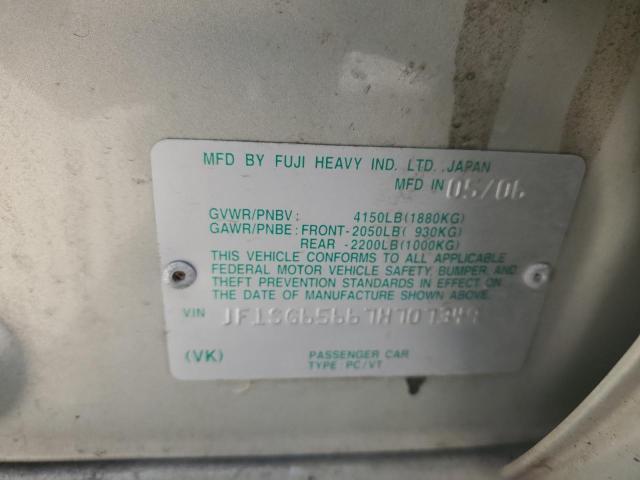 MFD BY FUJI HEAVY IND. LTD. JAPAN
MFD IN 05/06
GVWR/PNBV: 4150LB(1880KG)
GAWR/PNBE: FRONT-2050LB( 930KG)
REAR -2200LB(1000KG)
THIS VEHICLE CONFORMS TO ALL APPLICABLE
FEDERAL MOTOR VEHICLE SAFETY, BUMPER, AND
THEFT PREVENTION STANDARDS IN EFFECT ON
THE DATE OF MANUFACTURE SHOWN ABOVE.
VIN
(VK) PASSENGER CAR
TYPE:PC/VT